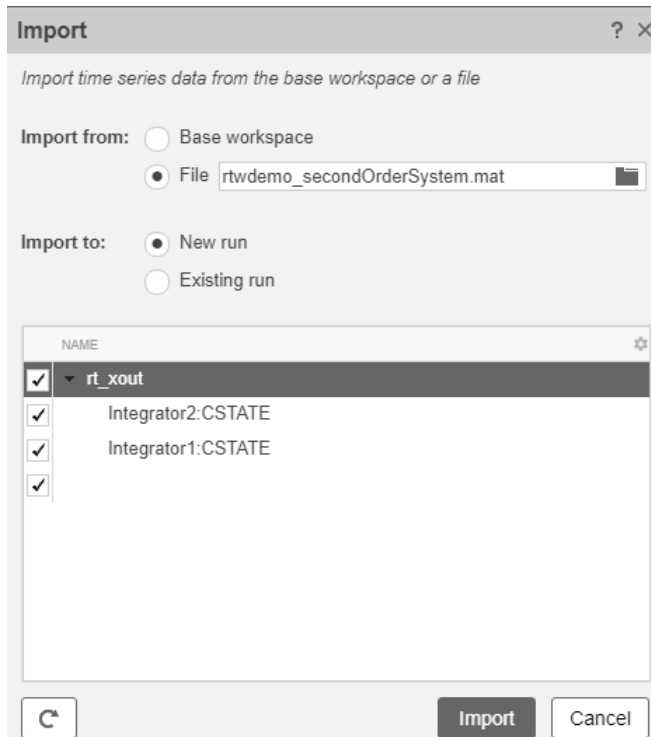 Import
Import time series data from the base workspace or a file
Import from: Base workspace
File rtwdemo_secondOrderSystem.mat
Import to: New run
Existing run
NAME
rt_xout
Integrator2:CSTATE
Integrator1:CSTATE
Import Cancel